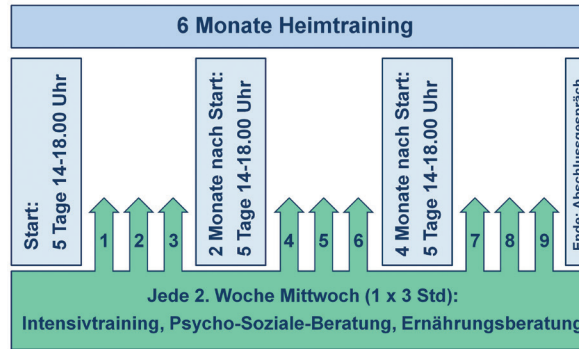 6 Monate Heimtraining
Start:
5 Tage 14-18.00 Uhr
1
2
3
2 Monate nach Start:
5 Tage 14-18.00 Uhr
4
5
6
4 Monate nach Start:
5 Tage 14-18.00 Uhr
7
8
9
Ende: Abschlussgespräch
Jede 2. Woche Mittwoch (1 x 3 Std):
Intensivtraining, Psycho-Soziale-Beratung, Ernährungsberatung